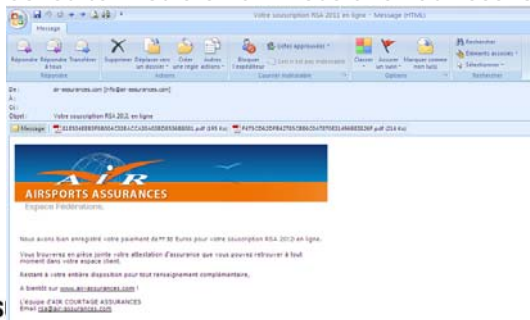 Votre souscription RSA 2011 en ligne - Message (HTML)
Message
Répondre Répondre à tous Transférer
Supprimer Déplacer vers un dossier Créer une règle Autres actions
Bloquer l'expéditeur
Listes approuvées
Classer Assurer un suivi Marquer comme non lu(s)
Rechercher
Éléments associés
Sélectionner
Répondre
Actions
Courrier indésirable
Options
Rechercher
De : air-assurances.com [info@air-assurances.com]
À :
Cc :
Objet : Votre souscription RSA 2012 en ligne
Message
AIR
AIRSPORTS ASSURANCES
Espace Fédérations.
Nous avons bien enregistré votre paiement de Euros pour votre souscription RSA 2012 en ligne.
Vous trouverez en pièce jointe votre attestation d'assurance que vous pouvez retrouver à tout
moment dans votre espace client.
Restant à votre entière disposition pour tout renseignement complémentaire,
A bientôt sur www.air-assurances.com !
L'équipe d'AIR COURTAGE ASSURANCES
Email rsa@air-assurances.com